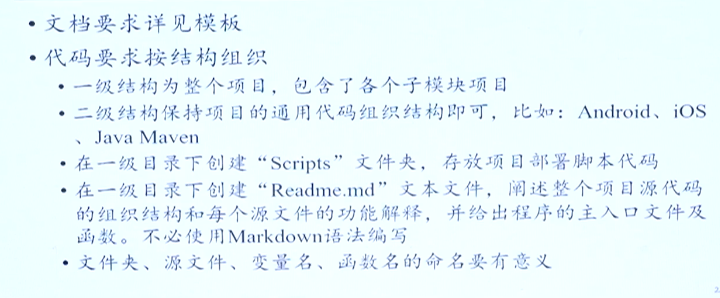 • 文档要求详见模板
• 代码要求按结构组织
• 一级结构为整个项目，包含了各个子模块项目
• 二级结构保持项目的通用代码组织结构即可，比如：Android、iOS
、Java Maven
• 在一级目录下创建“Scripts”文件夹，存放项目部署脚本代码
• 在一级目录下创建“Readme.md”文本文件，阐述整个项目源代码
的组织结构和每个源文件的功能解释，并给出程序的主入口文件及
函数。不必使用Markdown语法编写
• 文件夹、源文件、变量名、函数名的命名要有意义